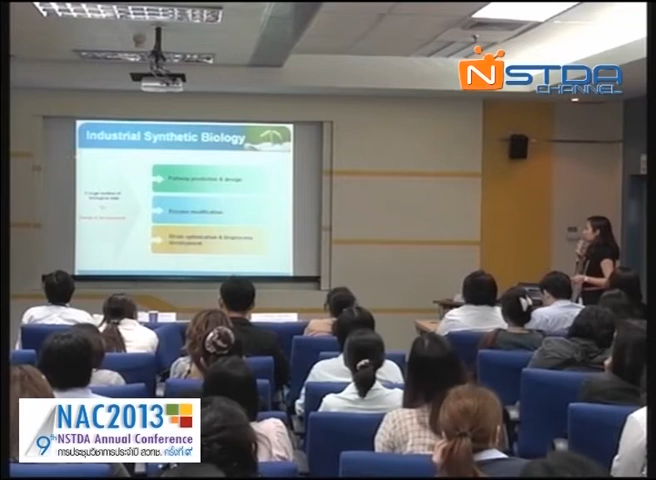 NSTDA
CHANNEL
Industrial Synthetic Biology
Pathway prediction & design
Process modification
Strain optimization & bioprocess
development
NAC2013
9th NSTDA Annual Conference
การประชุมวิชาการประจำปี สวทช. ครั้งที่ ๙